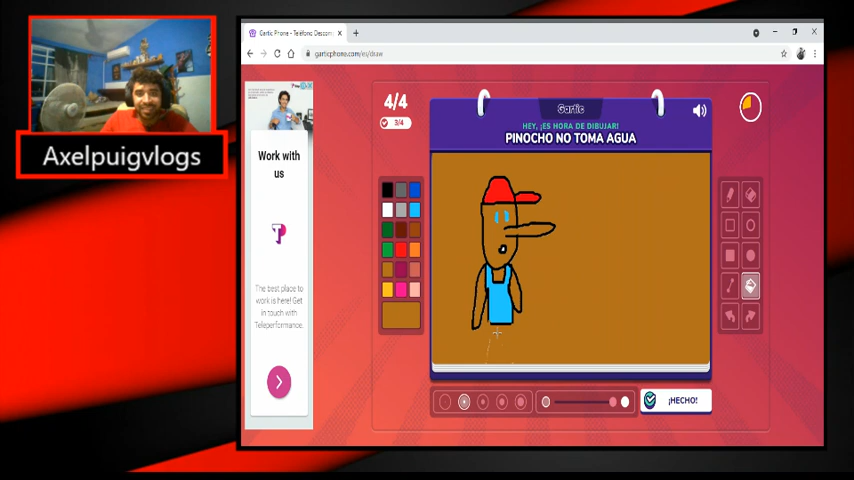 Gartic Phone - Teléfono Descom
garticphone.com/es/draw
Axelpuigvlogs
Work with
us
The best place to
work is here! Get
in touch with
Teleperformance.
4/4
3/4
Gartic
HEY, ¡ES HORA DE DIBUJAR!
PINOCHO NO TOMA AGUA
¡HECHO!